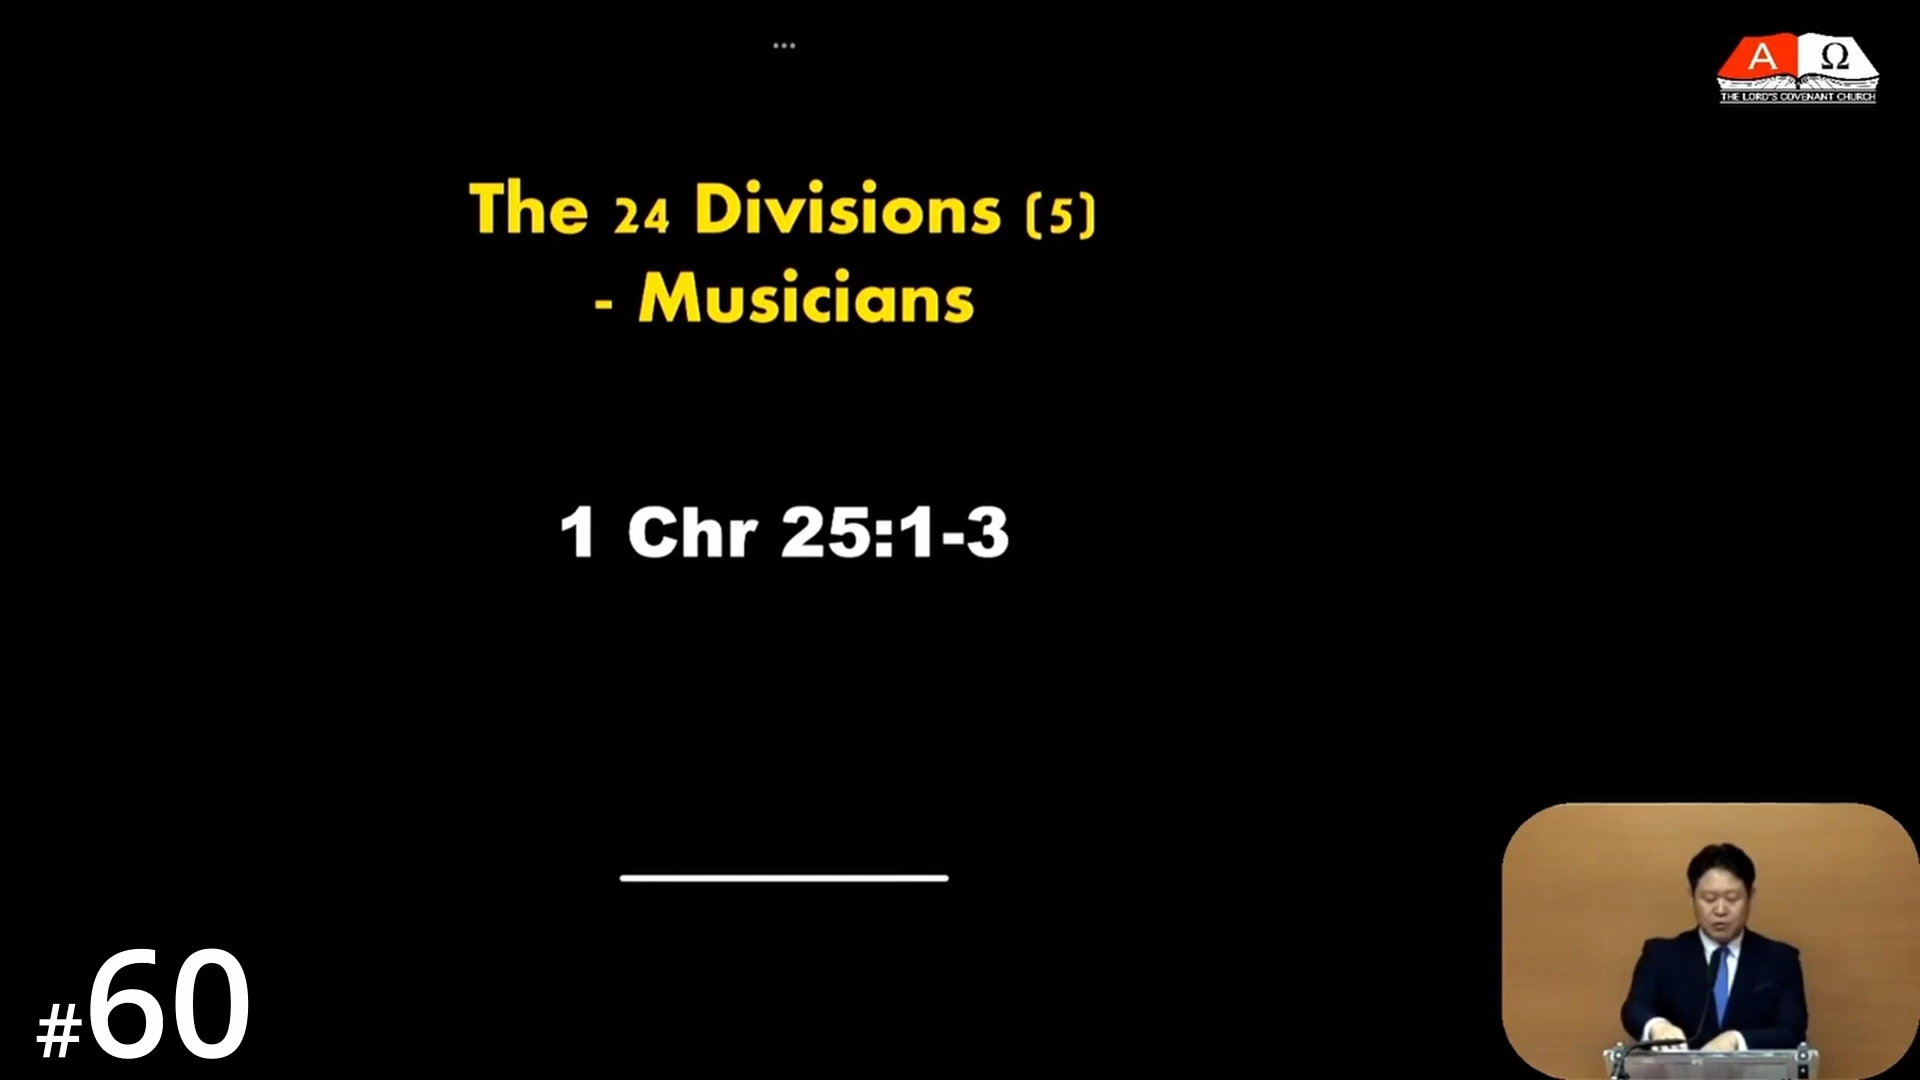 ...
A Ω
THE LORD'S COVENANT CHURCH
The 24 Divisions (5)
- Musicians
1 Chr 25:1-3
#60